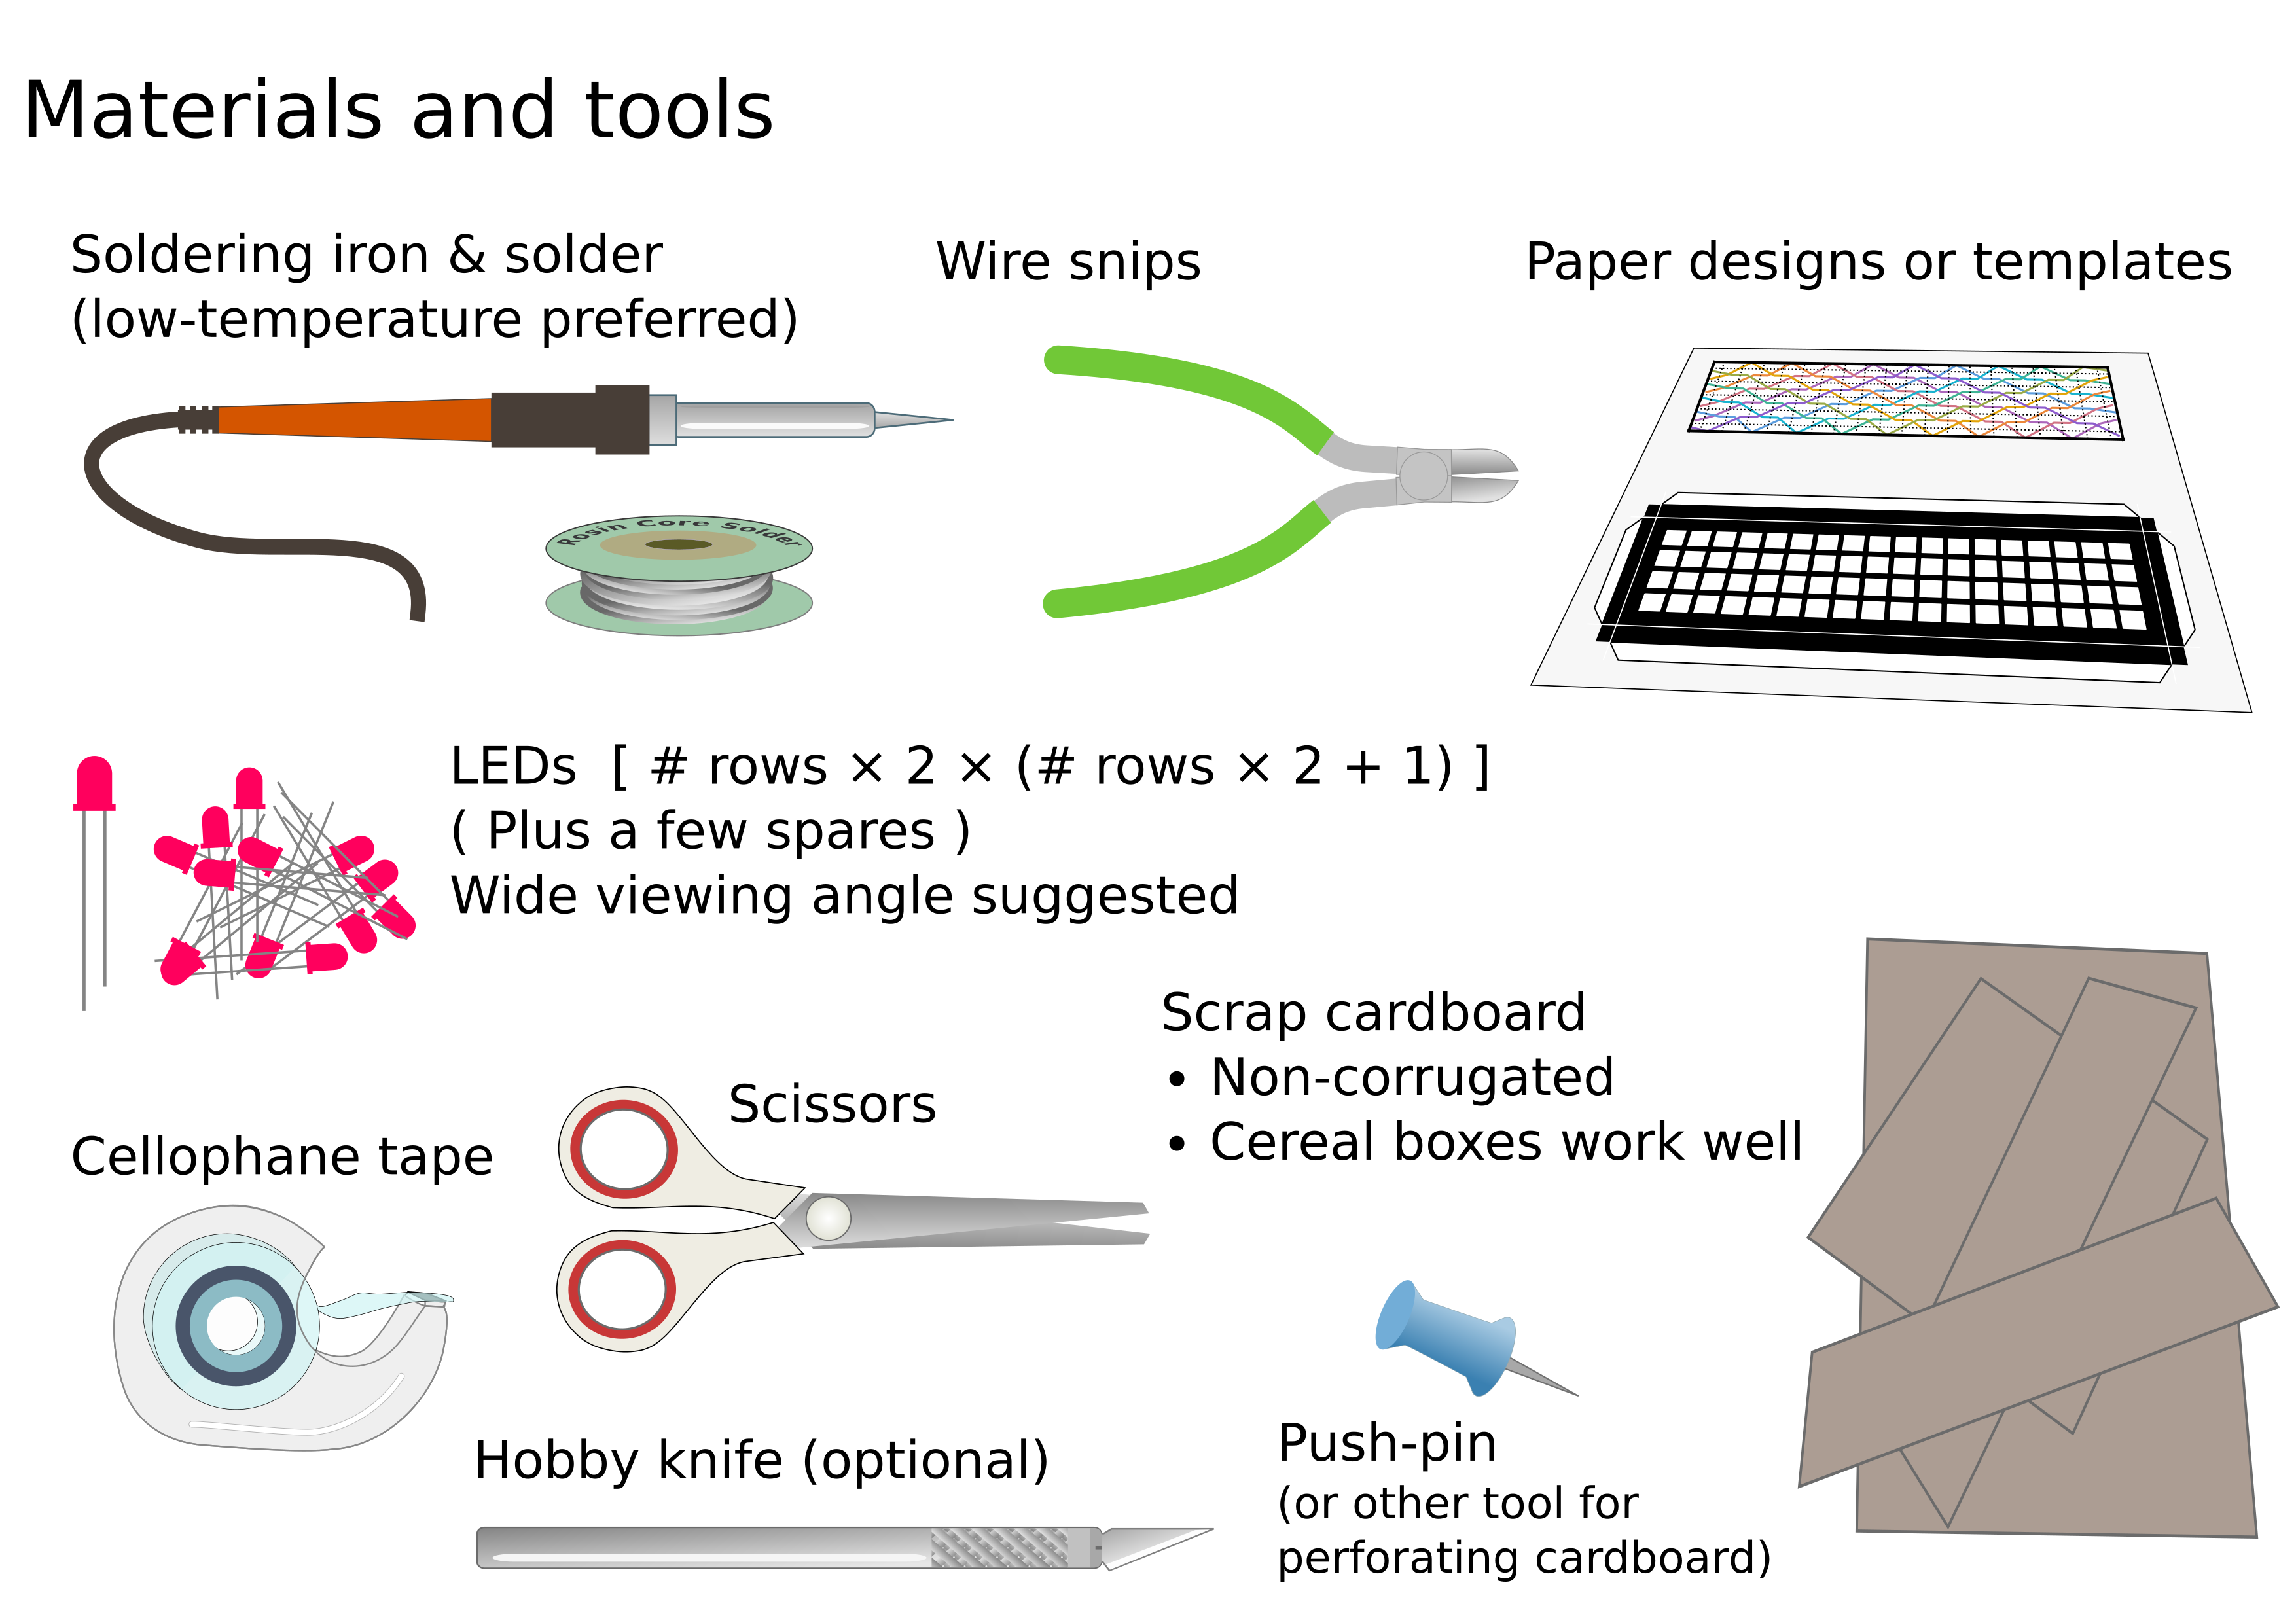 Materials and tools
Soldering iron & solder
(low-temperature preferred)
Wire snips
Paper designs or templates
Rosin Core Solder
LEDs [ # rows × 2 × (# rows × 2 + 1) ]
( Plus a few spares )
Wide viewing angle suggested
Scrap cardboard
• Non-corrugated
• Cereal boxes work well
Scissors
Cellophane tape
Hobby knife (optional)
Push-pin
(or other tool for
perforating cardboard)